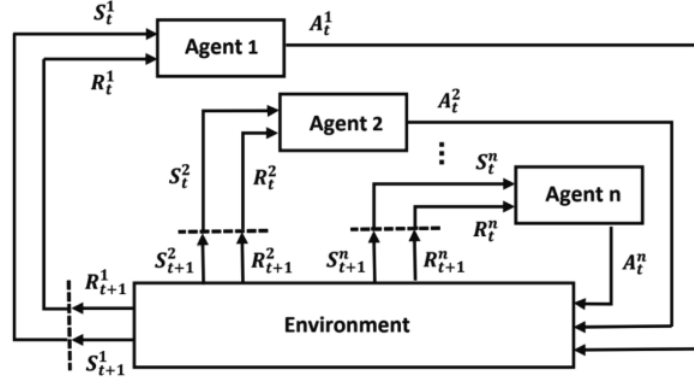 S_t^1
Agent 1
A_t^1
R_t^1
Agent 2
A_t^2
S_t^2
R_t^2
⋮
S_t^n
Agent n
R_t^n
S_{t+1}^2
R_{t+1}^2
S_{t+1}^n
R_{t+1}^n
A_t^n
R_{t+1}^1
Environment
S_{t+1}^1